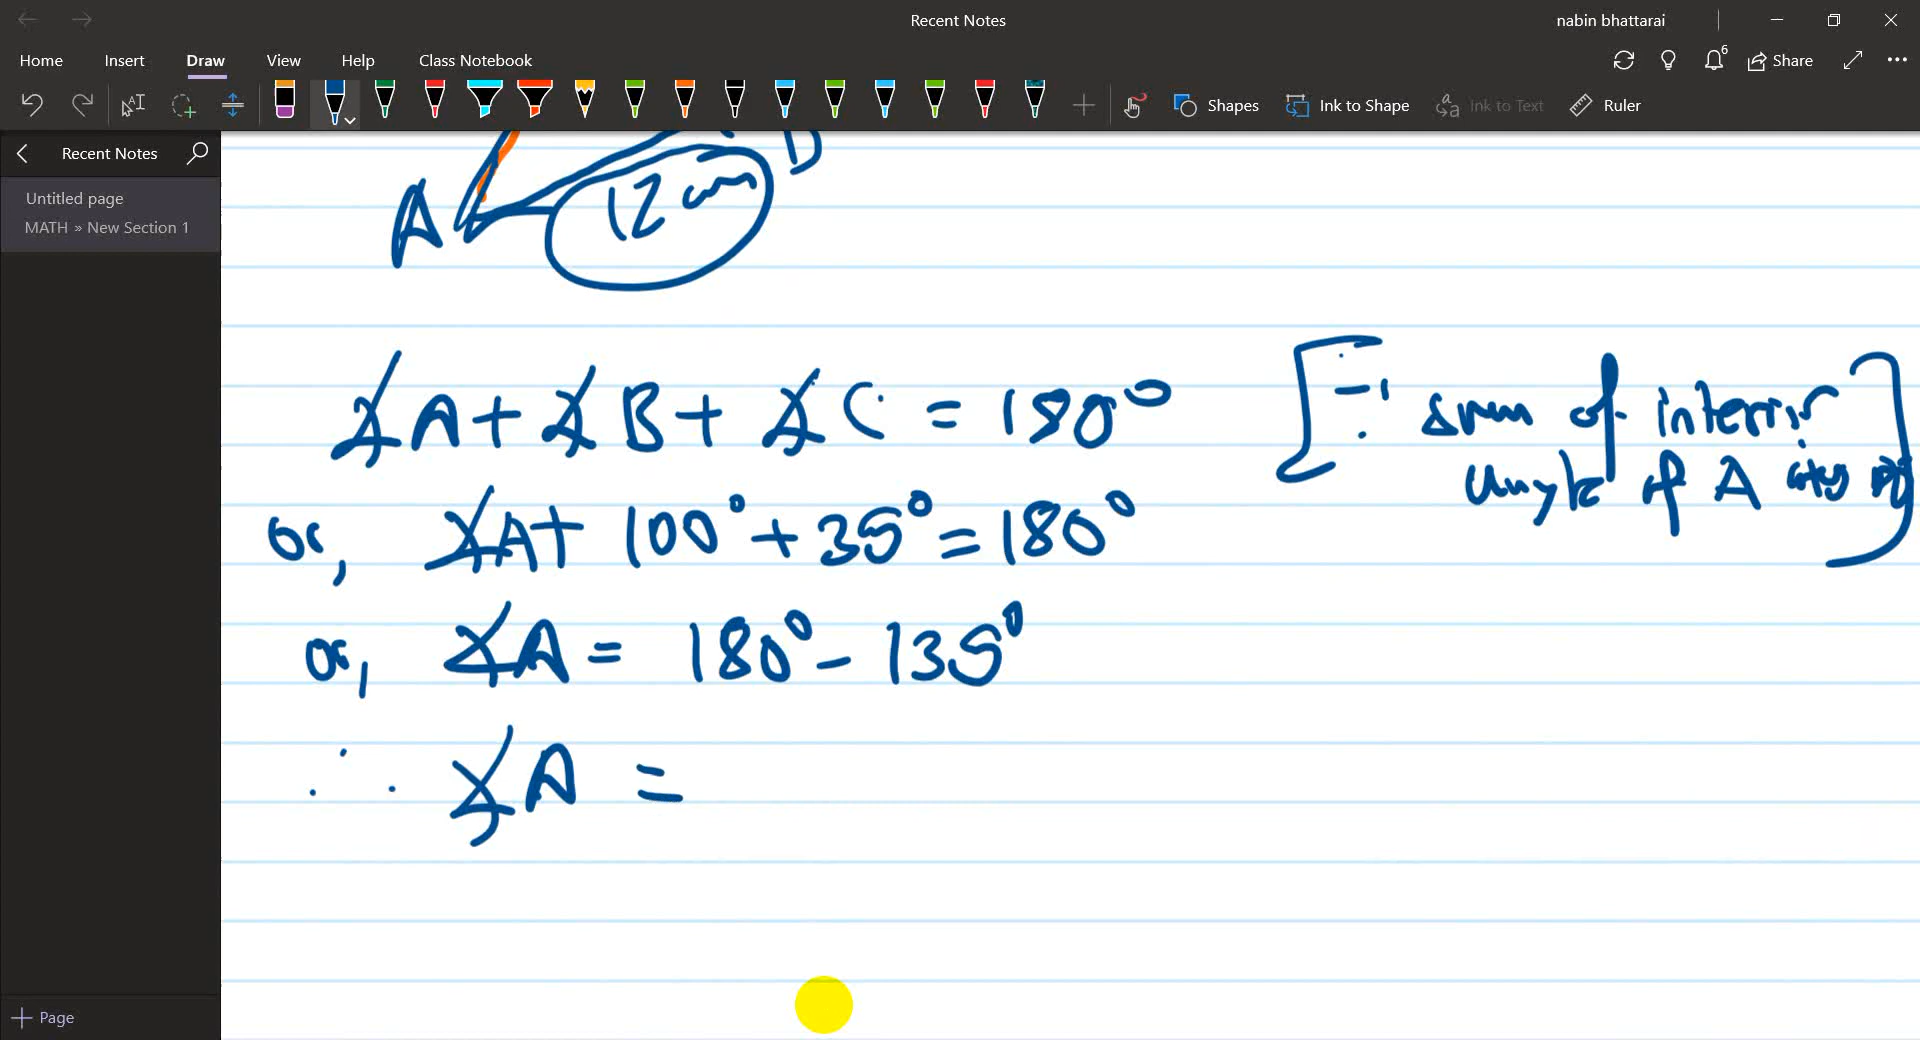 Recent Notes
nabin bhattarai
Home Insert Draw View Help Class Notebook
6
Share
Shapes Ink to Shape Ink to Text Ruler
Recent Notes
Untitled page
MATH » New Section 1
A 12 cm
∡A + ∡B + ∡C = 180° [∵ sum of interior
of Δ
or, ∡A + 100° + 35° = 180°
or, ∡A = 180° - 135°
∴ ∡A =
Page